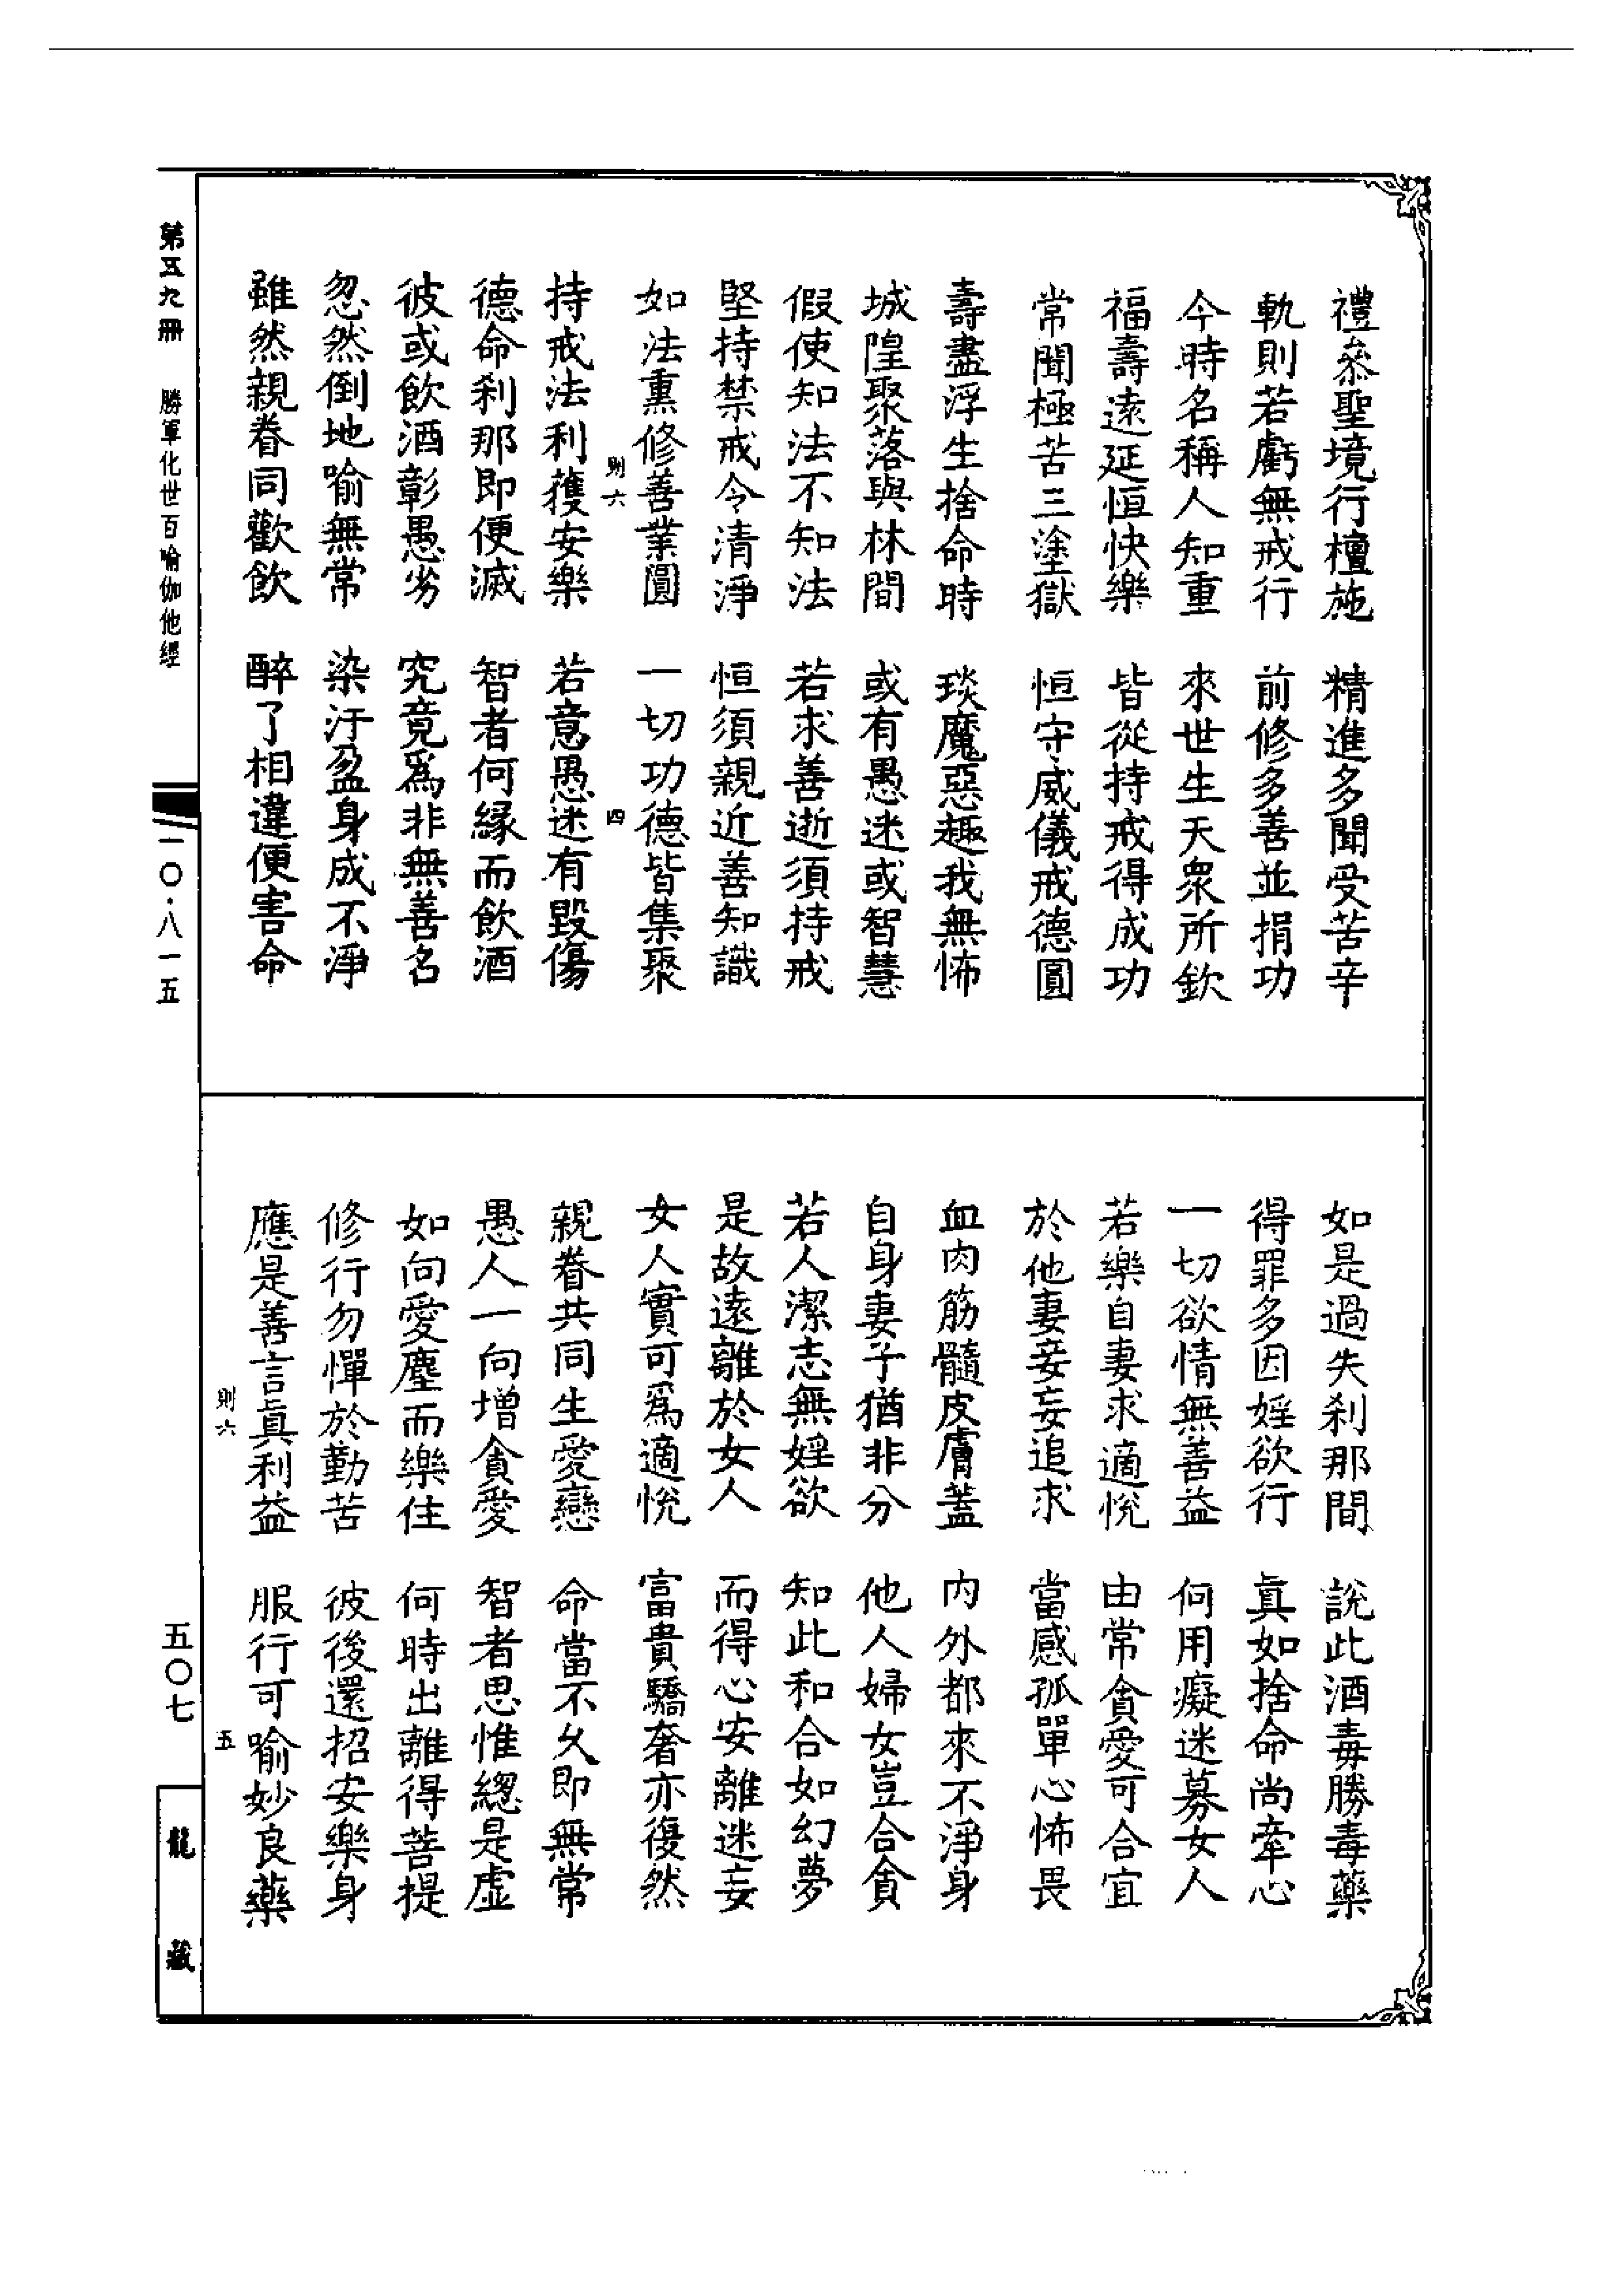 禮叅聖境行檀施　精進多聞受苦辛
軌則若虧無戒行　前修多善並捐功
今時名稱人知重　來世生天衆所欽
福壽遠延恒快樂　皆從持戒得成功
常聞極苦三塗獄　恒守威儀戒德圓
壽盡浮生捨命時　琰魔惡趣我無怖
城隍聚落與林間　或有愚迷或智慧
假使知法不知法　若求善逝須持戒
堅持禁戒令清淨　恒須親近善知識
如法熏修善業圓　一切功德皆集聚
則六　四
持戒法利獲安樂　若意愚迷有毀傷
德命刹那即便滅　智者何緣而飲酒
彼或飲酒彰愚劣　究竟爲非無善名
忽然倒地喻無常　染汙盈身成不淨
雖然親眷同歡飲　醉了相違便害命
如是過失刹那間　說此酒毒勝毒藥
得罪多因婬欲行　眞如捨命尚牽心
一切欲情無善益　何用癡迷募女人
若樂自妻求適悅　由常貪愛可合宜
於他妻妾妄追求　當感孤單心怖畏
血肉筋髓皮膚蓋　内外都來不淨身
自身妻子猶非分　他人婦女豈合貪
若人潔志無婬欲　知此和合如幻夢
是故遠離於女人　而得心安離迷妄
女人實可爲適悅　富貴驕奢亦復然
親眷共同生愛戀　命當不久即無常
愚人一向增貪愛　智者思惟總是虛
如向愛塵而樂住　何時出離得菩提
修行勿憚於勤苦　彼後還招安樂身
應是善言眞利益　服行可喻妙良藥
則六　五
第五九冊　勝軍化世百喻伽他經
一〇·八一五
五〇七
龍藏